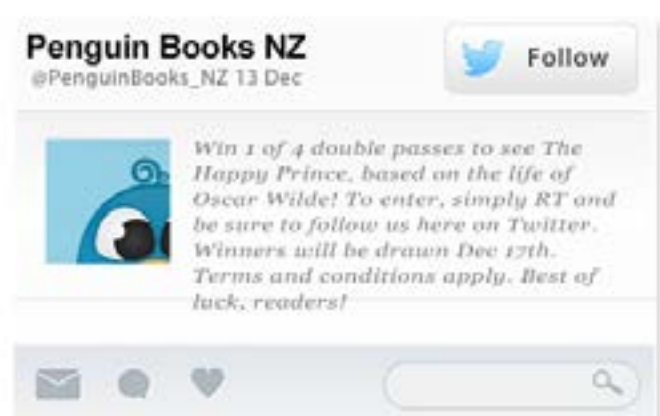 Penguin Books NZ
@PenguinBooks_NZ 13 Dec
Follow
Win 1 of 4 double passes to see The
Happy Prince, based on the life of
Oscar Wilde! To enter, simply RT and
be sure to follow us here on Twitter.
Winners will be drawn Dec 17th.
Terms and conditions apply. Best of
luck, readers!